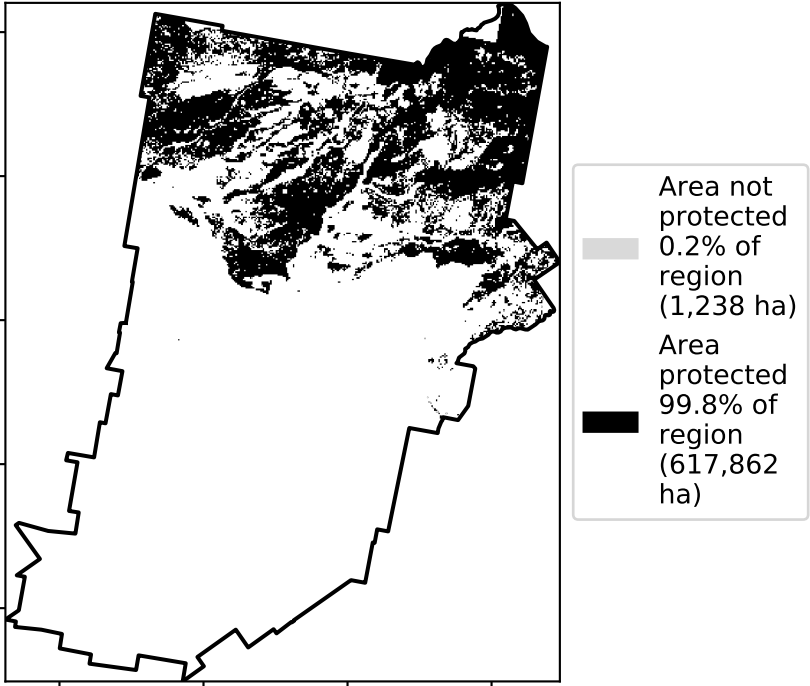 Area not
protected
0.2% of
region
(1,238 ha)
Area
protected
99.8% of
region
(617,862
ha)